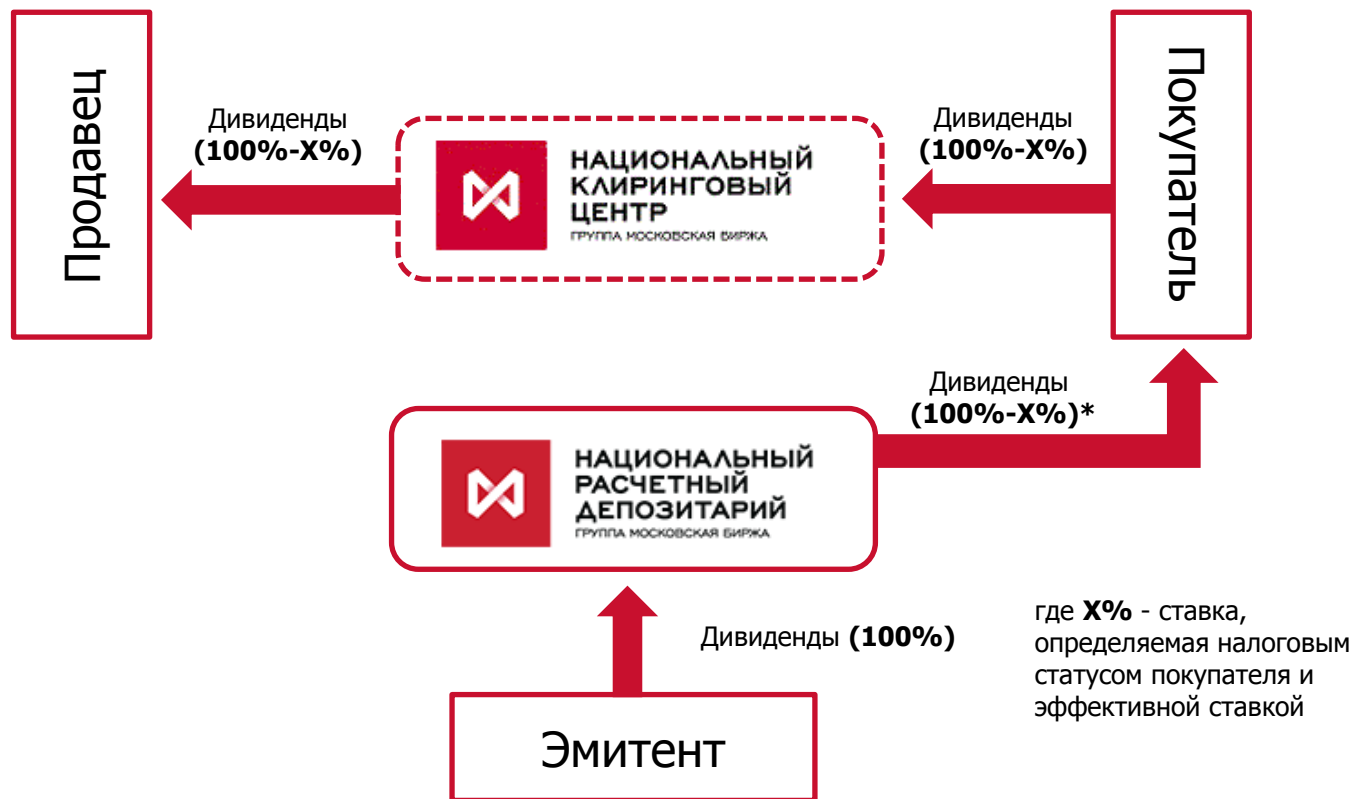 Продавец
Дивиденды
(100%-X%)
НАЦИОНАЛЬНЫЙ
КЛИРИНГОВЫЙ
ЦЕНТР
ГРУППА МОСКОВСКАЯ БИРЖА
Дивиденды
(100%-X%)
Покупатель
Дивиденды
(100%-X%)*
НАЦИОНАЛЬНЫЙ
РАСЧЕТНЫЙ
ДЕПОЗИТАРИЙ
ГРУППА МОСКОВСКАЯ БИРЖА
Дивиденды (100%)
где X% - ставка,
определяемая налоговым
статусом покупателя и
эффективной ставкой
Эмитент